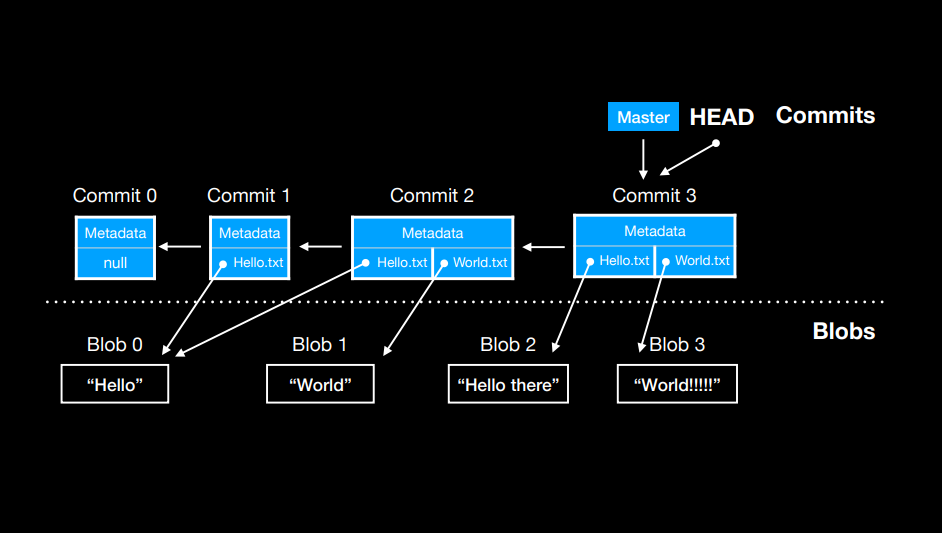 Master HEAD Commits
Commit 0 Commit 1 Commit 2 Commit 3
Metadata Metadata Metadata Metadata
null Hello.txt Hello.txt World.txt Hello.txt World.txt
Blobs
Blob 0 Blob 1 Blob 2 Blob 3
“Hello” “World” “Hello there” “World!!!!!”